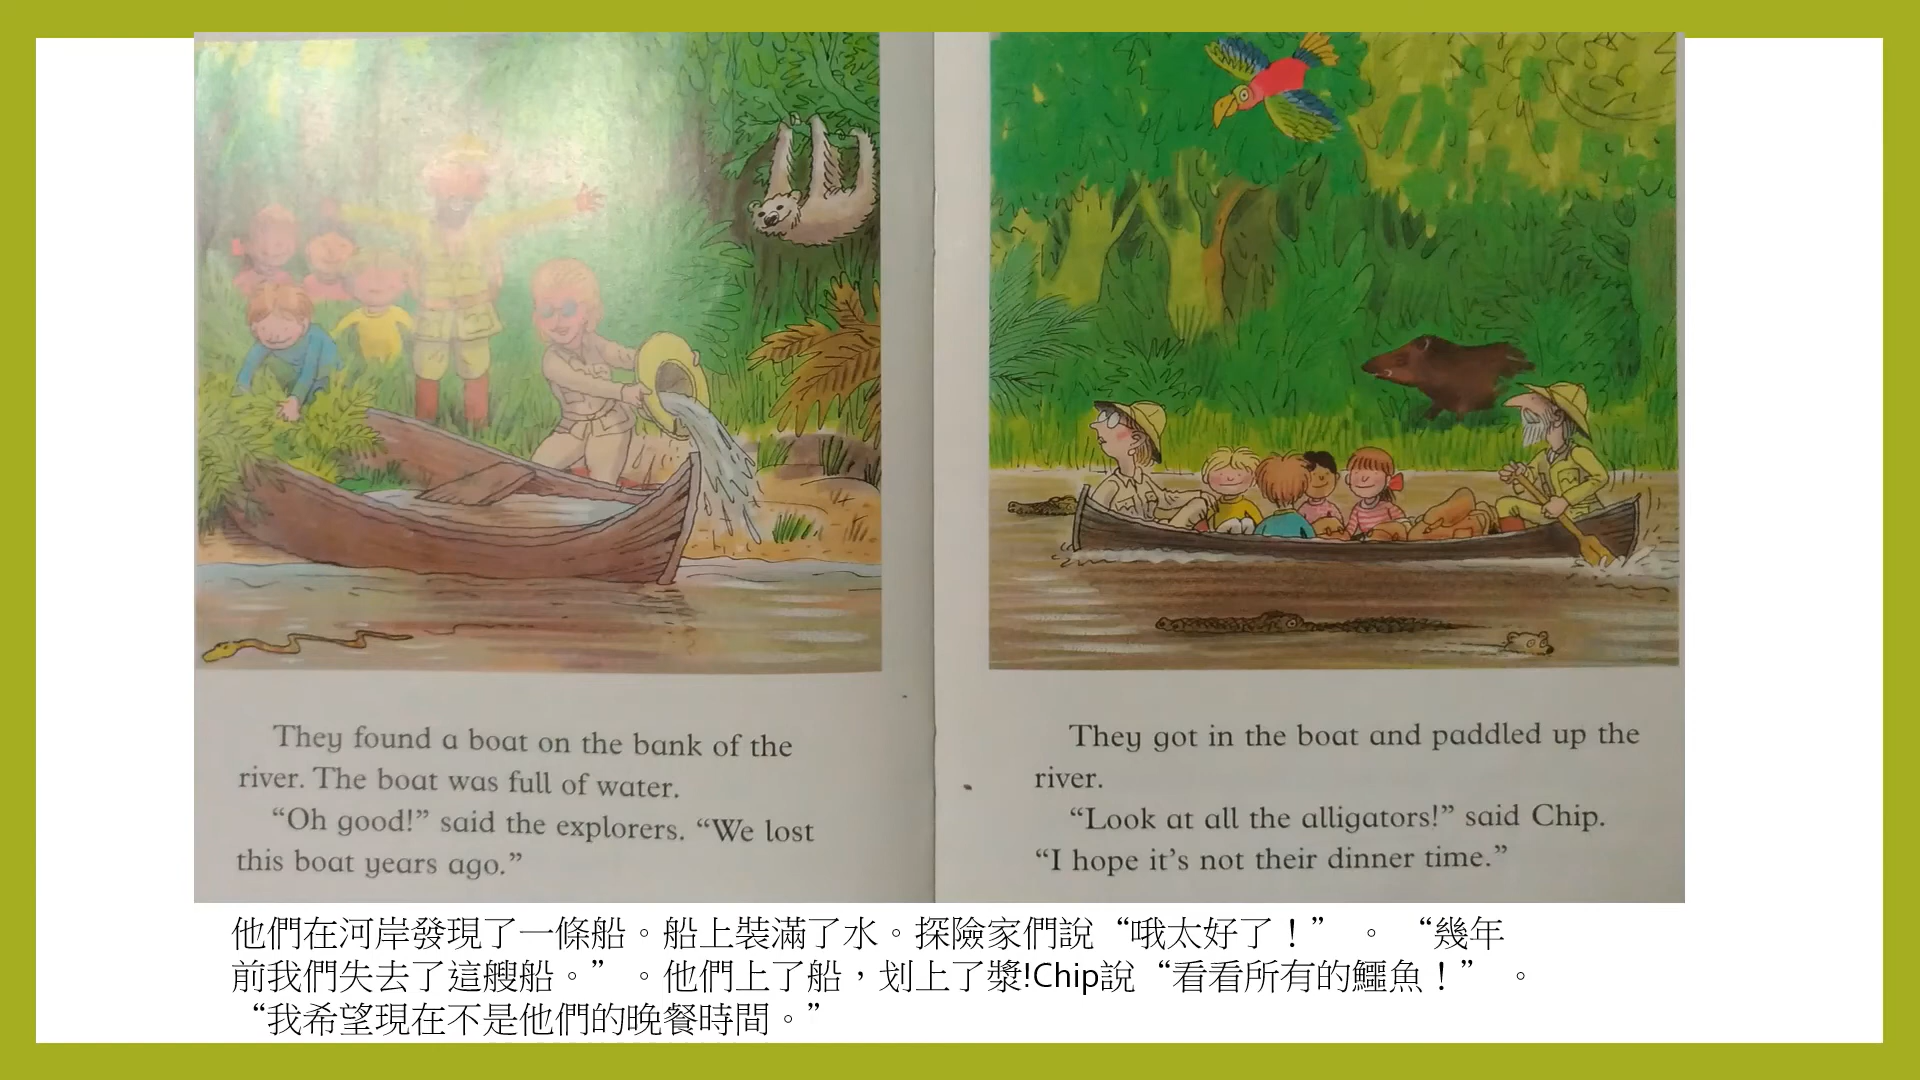 They found a boat on the bank of the
river. The boat was full of water.
“Oh good!” said the explorers. “We lost
this boat years ago.”
They got in the boat and paddled up the
river.
“Look at all the alligators!” said Chip.
“I hope it’s not their dinner time.”
他們在河岸發現了一條船。船上裝滿了水。探險家們說“哦太好了！” 。 “幾年
前我們失去了這艘船。” 。他們上了船，划上了漿!Chip說“看看所有的鱷魚！” 。
“我希望現在不是他們的晚餐時間。”